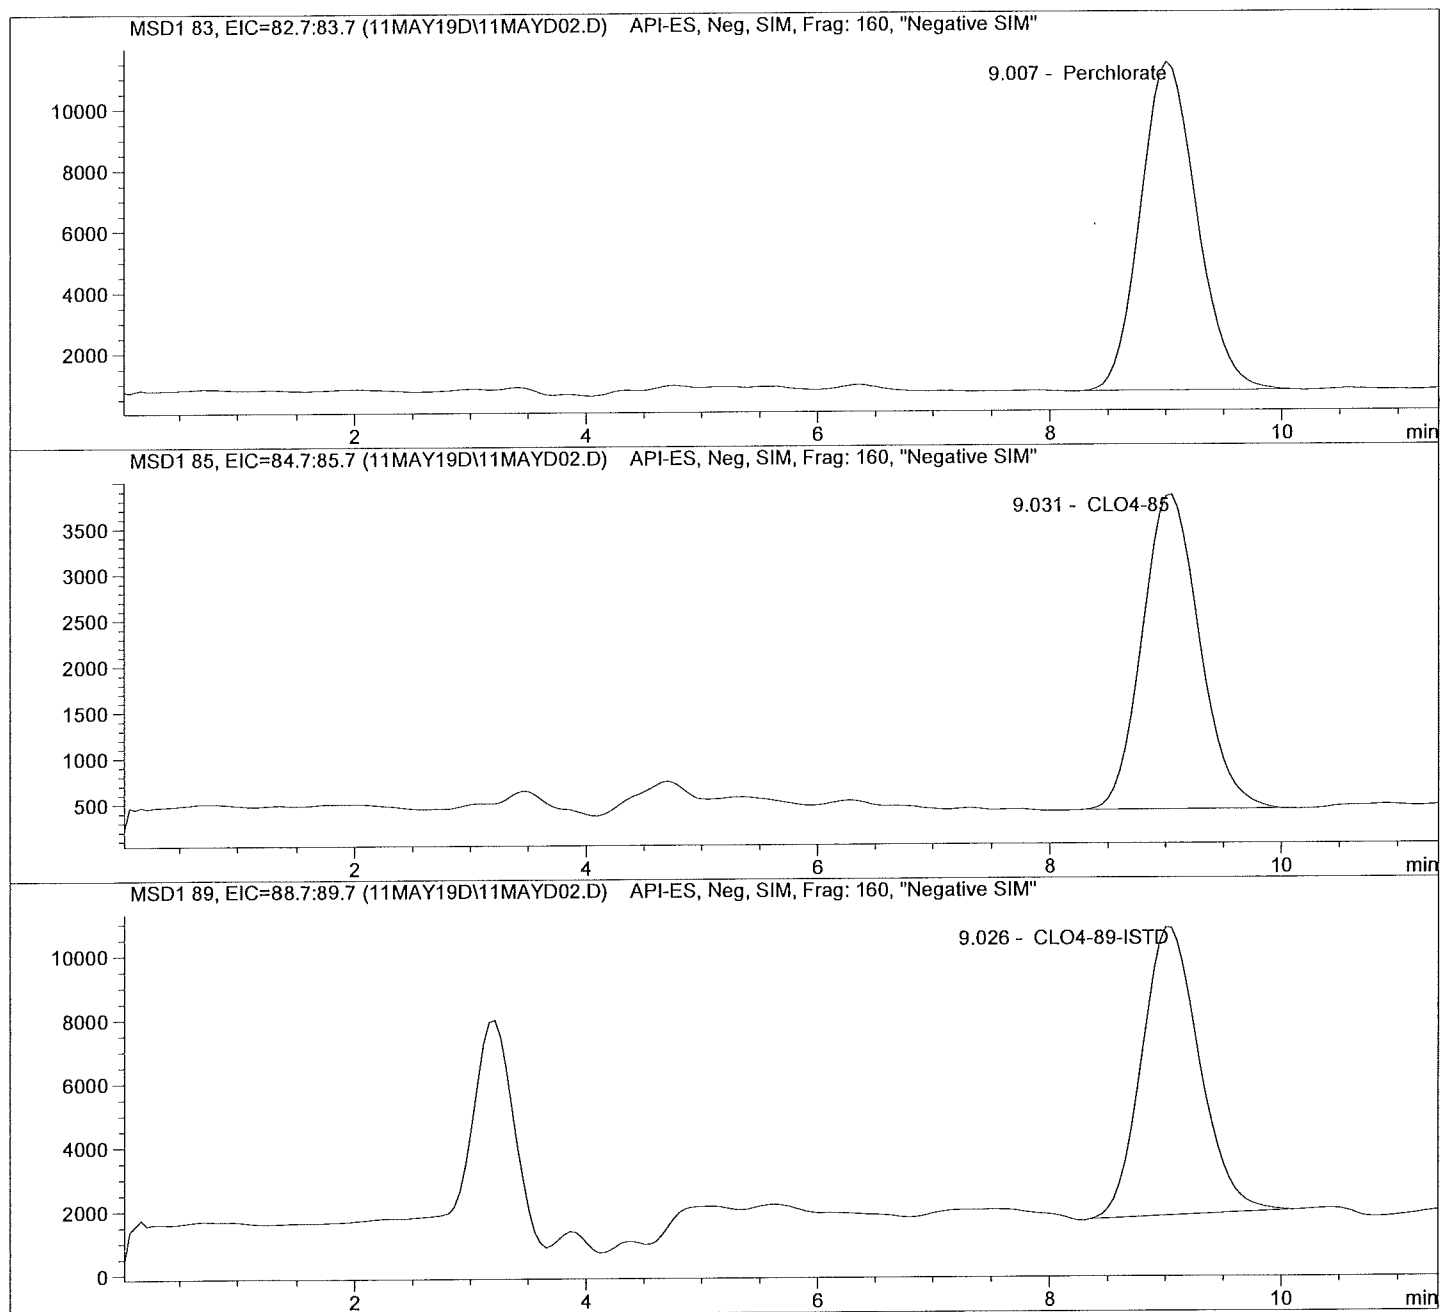 MSD1 83, EIC=82.7:83.7 (11MAY19D\11MAYD02.D) API-ES, Neg, SIM, Frag: 160, "Negative SIM"
9.007 - Perchlorate
10000
8000
6000
4000
2000
2 4 6 8 10 min
MSD1 85, EIC=84.7:85.7 (11MAY19D\11MAYD02.D) API-ES, Neg, SIM, Frag: 160, "Negative SIM"
9.031 - CLO4-85
3500
3000
2500
2000
1500
1000
500
2 4 6 8 10 min
MSD1 89, EIC=88.7:89.7 (11MAY19D\11MAYD02.D) API-ES, Neg, SIM, Frag: 160, "Negative SIM"
9.026 - CLO4-89-ISTD
10000
8000
6000
4000
2000
0
2 4 6 8 10 min